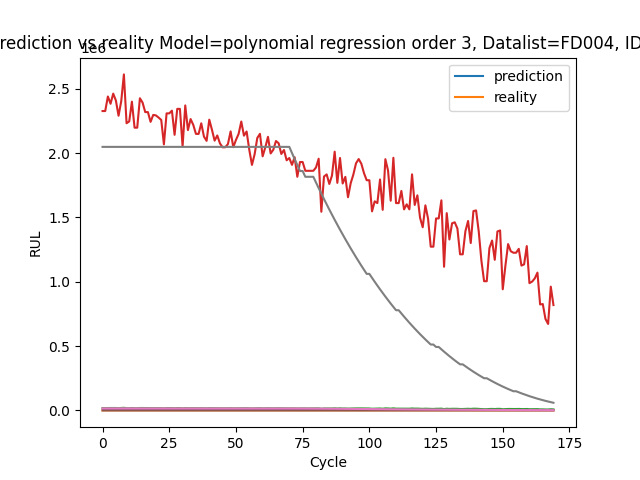 rediction vs reality Model=polynomial regression order 3, Datalist=FD004, ID
1e6
prediction
reality
2.5
2.0
1.5
1.0
0.5
0.0
RUL
0 25 50 75 100 125 150 175
Cycle